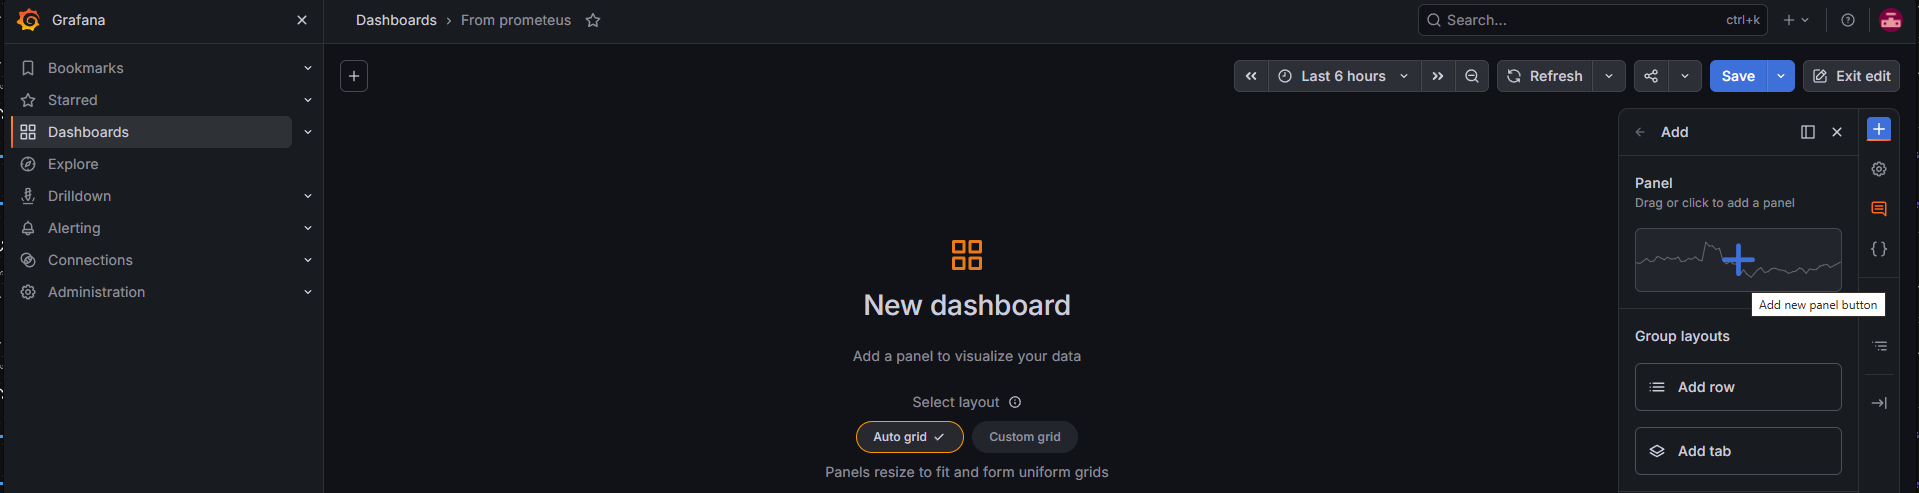 Grafana
Dashboards › From prometeus
Search... ctrl+k
Bookmarks
Starred
Dashboards
Explore
Drilldown
Alerting
Connections
Administration
Last 6 hours
Refresh
Save
Exit edit
New dashboard
Add a panel to visualize your data
Select layout
Auto grid
Custom grid
Panels resize to fit and form uniform grids
Add
Panel
Drag or click to add a panel
Add new panel button
Group layouts
Add row
Add tab